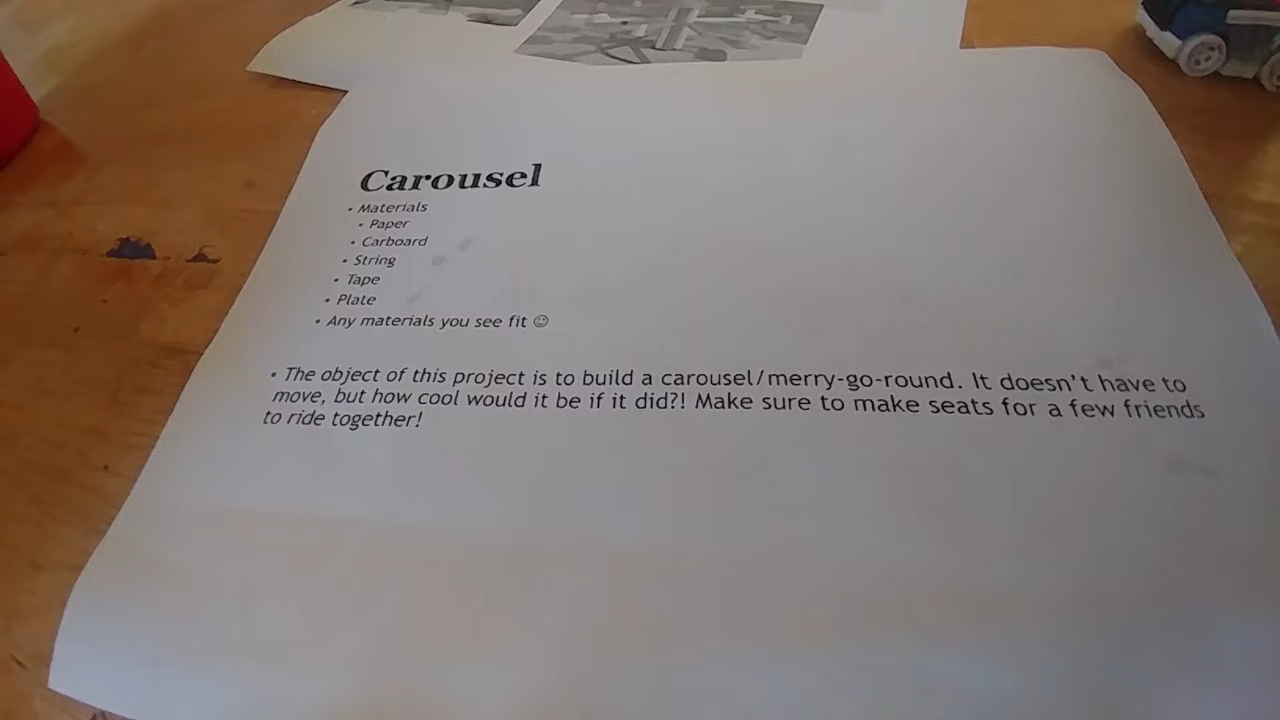 Carousel
• Materials
• Paper
• Carboard
• String
• Tape
• Plate
• Any materials you see fit ☺
• The object of this project is to build a carousel/merry-go-round. It doesn't have to
move, but how cool would it be if it did?! Make sure to make seats for a few friends
to ride together!